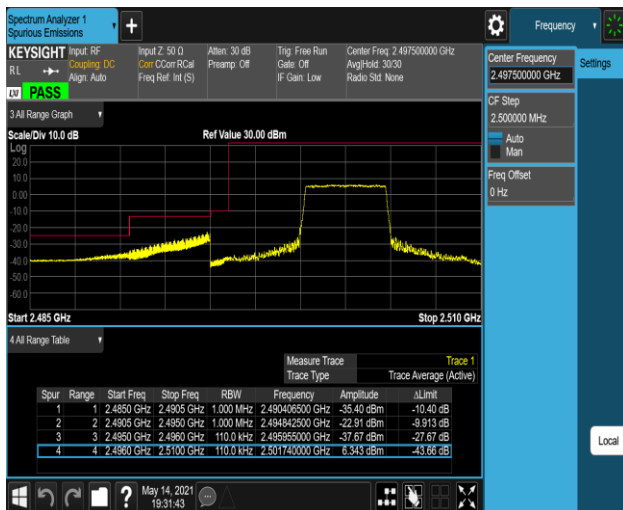 Spectrum Analyzer 1
Spurious Emissions
+
Frequency
KEYSIGHT Input: RF Input Z: 50 Ω Atten: 30 dB Trig: Free Run Center Freq: 2.497500000 GHz
RL Coupling: DC Corr CCorr RCal Preamp: Off Gate: Off Avg|Hold: 30/30
Align: Auto Freq Ref: Int (S) IF Gain: Low Radio Std: None
LXI PASS
Center Frequency
2.497500000 GHz
Settings
CF Step
2.500000 MHz
Auto
Man
Freq Offset
0 Hz
3 All Range Graph
Scale/Div 10.0 dB Ref Value 30.00 dBm
Log
20.0
10.0
0.00
-10.0
-20.0
-30.0
-40.0
-50.0
-60.0
Start 2.485 GHz Stop 2.510 GHz
4 All Range Table
Measure Trace Trace 1
Trace Type Trace Average (Active)
Spur Range Start Freq Stop Freq RBW Frequency Amplitude ΔLimit
1 1 2.4850 GHz 2.4905 GHz 1.000 MHz 2.490406500 GHz -35.40 dBm -10.40 dB
2 2 2.4905 GHz 2.4950 GHz 1.000 MHz 2.494842500 GHz -22.91 dBm -9.913 dB
3 3 2.4950 GHz 2.4960 GHz 110.0 kHz 2.495955000 GHz -37.67 dBm -27.67 dB
4 4 2.4960 GHz 2.5100 GHz 110.0 kHz 2.501740000 GHz 6.343 dBm -43.66 dB
Local
? May 14, 2021
19:31:43